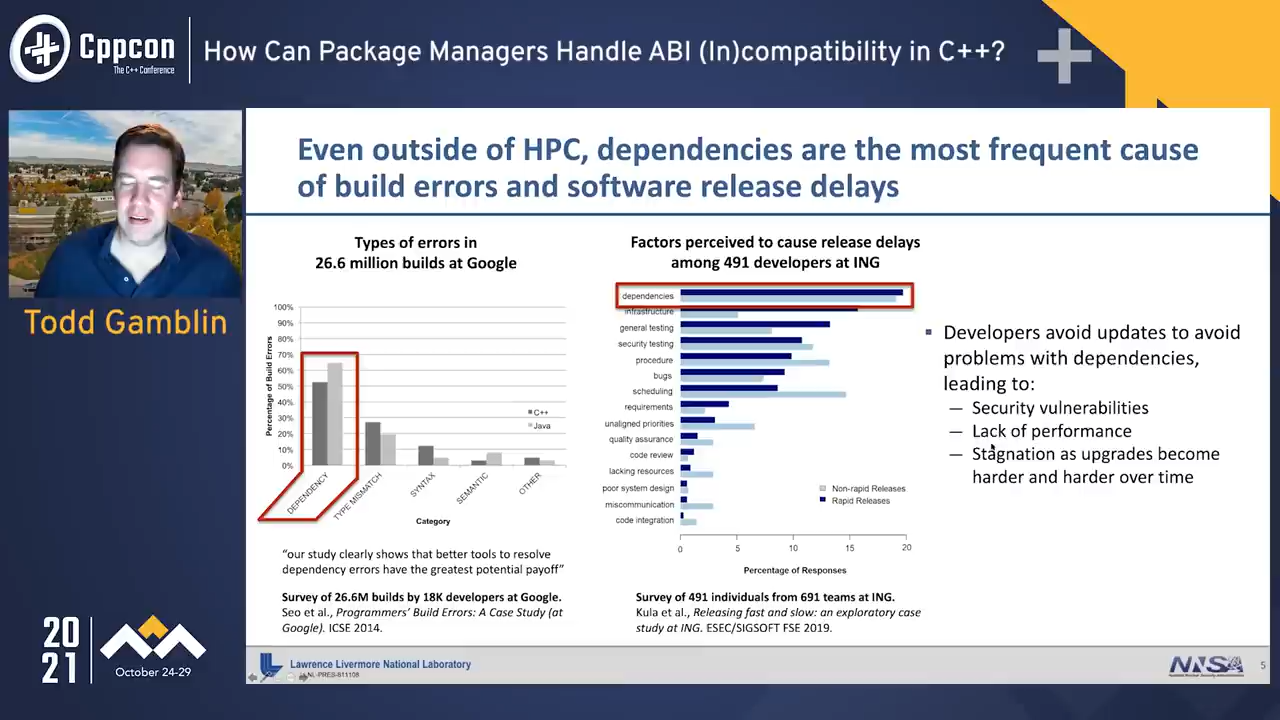 Cppcon
The C++ Conference
How Can Package Managers Handle ABI (In)compatibility in C++?
Todd Gamblin
20
21
October 24-29
Even outside of HPC, dependencies are the most frequent cause
of build errors and software release delays
Types of errors in
26.6 million builds at Google
Percentage of Build Errors
100%
90%
80%
70%
60%
50%
40%
30%
20%
10%
0%
C++
Java
DEPENDENCY
TYPE MISMATCH
SYNTAX
SEMANTIC
OTHER
Category
“our study clearly shows that better tools to resolve
dependency errors have the greatest potential payoff”
Survey of 26.6M builds by 18K developers at Google.
Seo et al., Programmers’ Build Errors: A Case Study (at
Google). ICSE 2014.
Factors perceived to cause release delays
among 491 developers at ING
dependencies
infrastructure
general testing
security testing
procedure
bugs
scheduling
requirements
unaligned priorities
quality assurance
code review
lacking resources
poor system design
miscommunication
code integration
Non-rapid Releases
Rapid Releases
0 5 10 15 20
Percentage of Responses
Survey of 491 individuals from 691 teams at ING.
Kula et al., Releasing fast and slow: an exploratory case
study at ING. ESEC/SIGSOFT FSE 2019.
▪ Developers avoid updates to avoid
problems with dependencies,
leading to:
— Security vulnerabilities
— Lack of performance
— Stagnation as upgrades become
harder and harder over time
Lawrence Livermore National Laboratory
NNSA
5